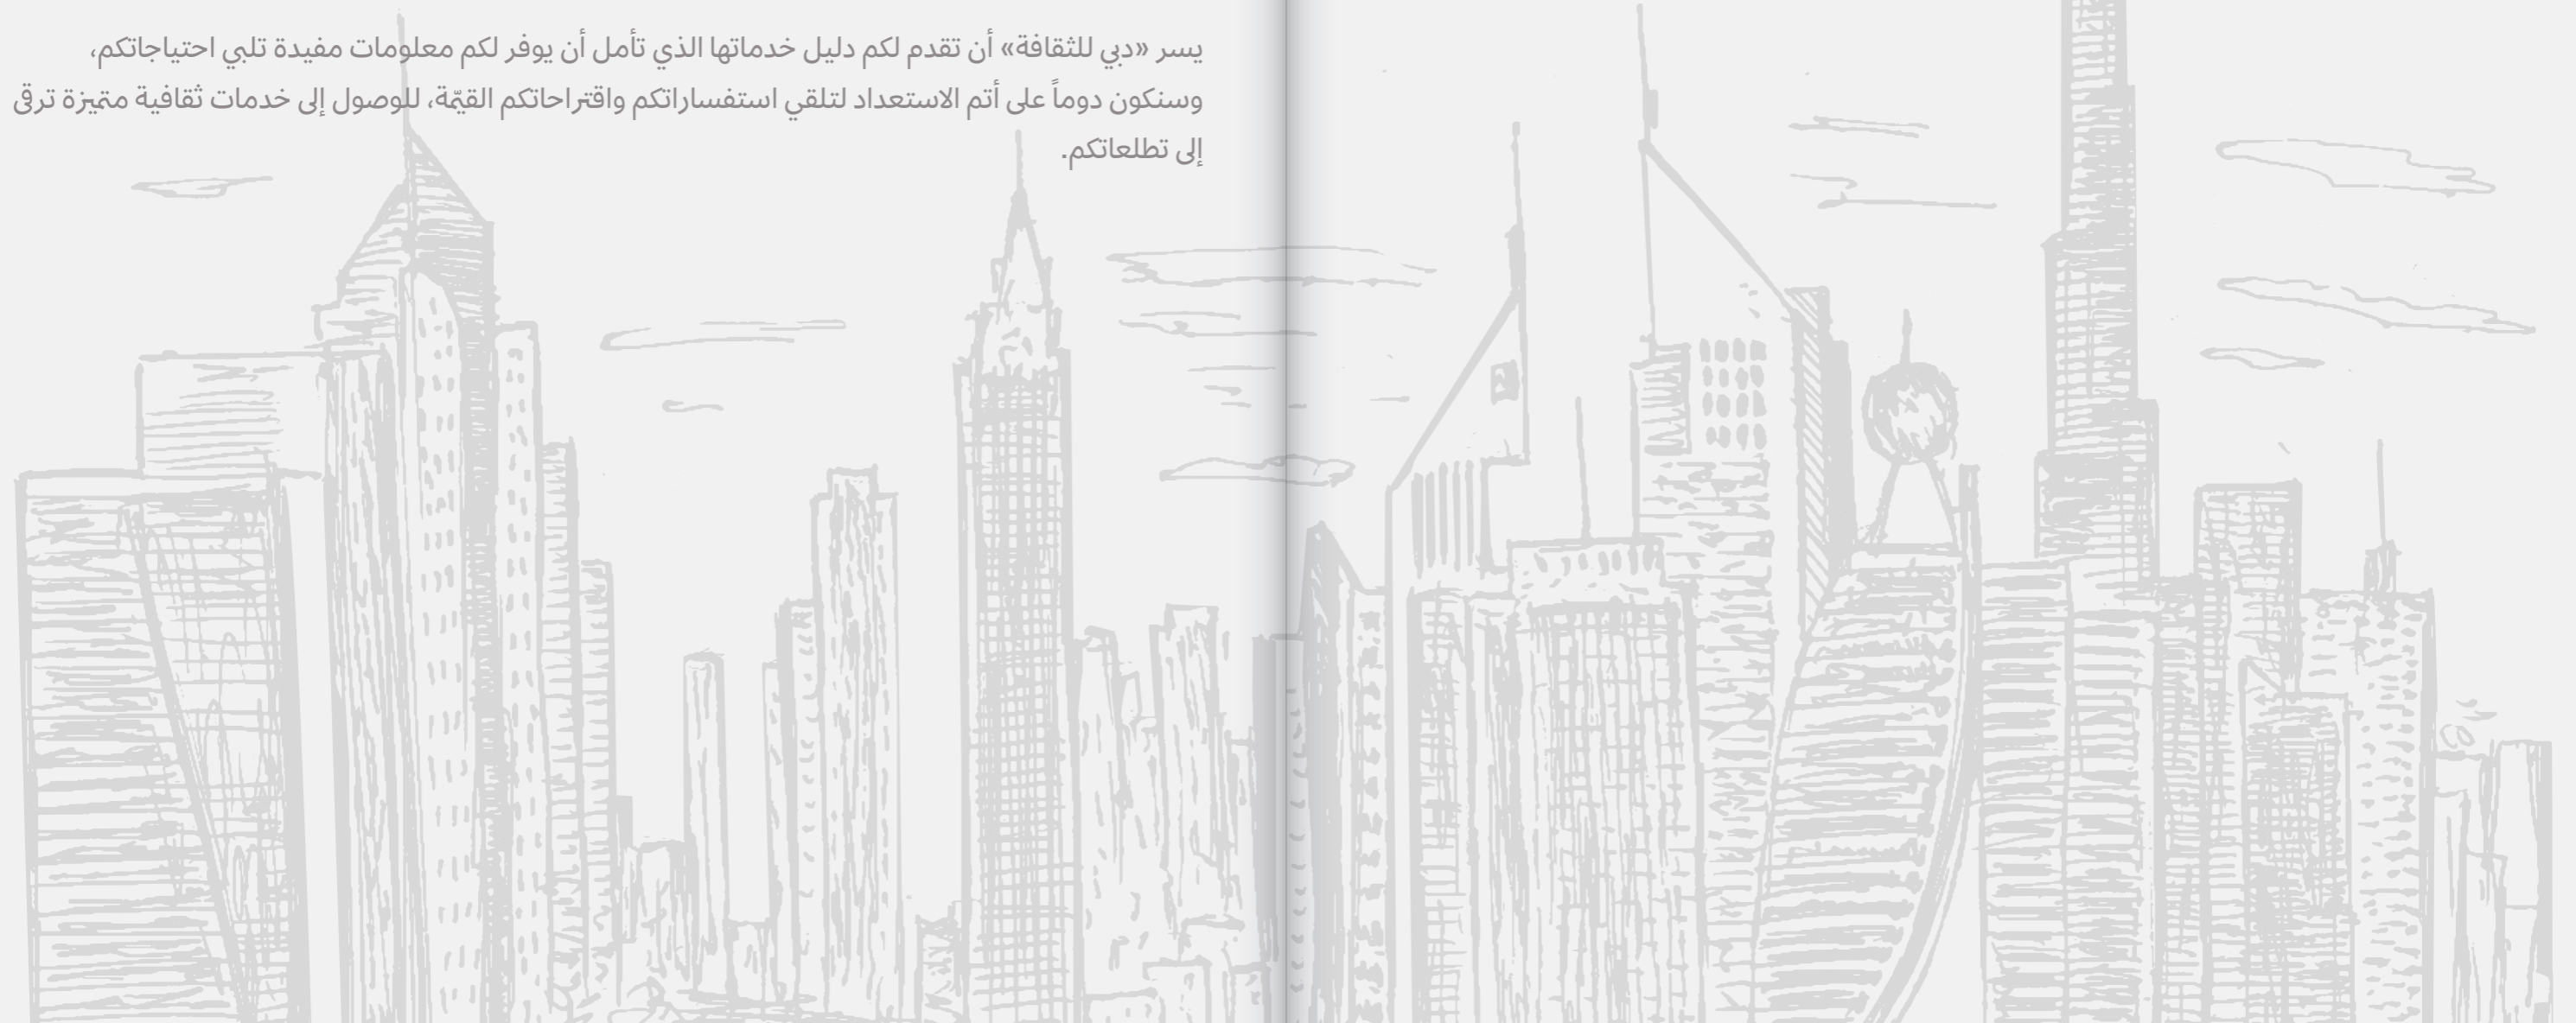 يسر «دبي للثقافة» أن تقدم لكم دليل خدماتها الذي تأمل أن يوفر لكم معلومات مفيدة تلبي احتياجاتكم،
وسنكون دوماً على أتم الاستعداد لتلقي استفساراتكم واقتراحاتكم القيّمة، للوصول إلى خدمات ثقافية متميزة ترقى
إلى تطلعاتكم.